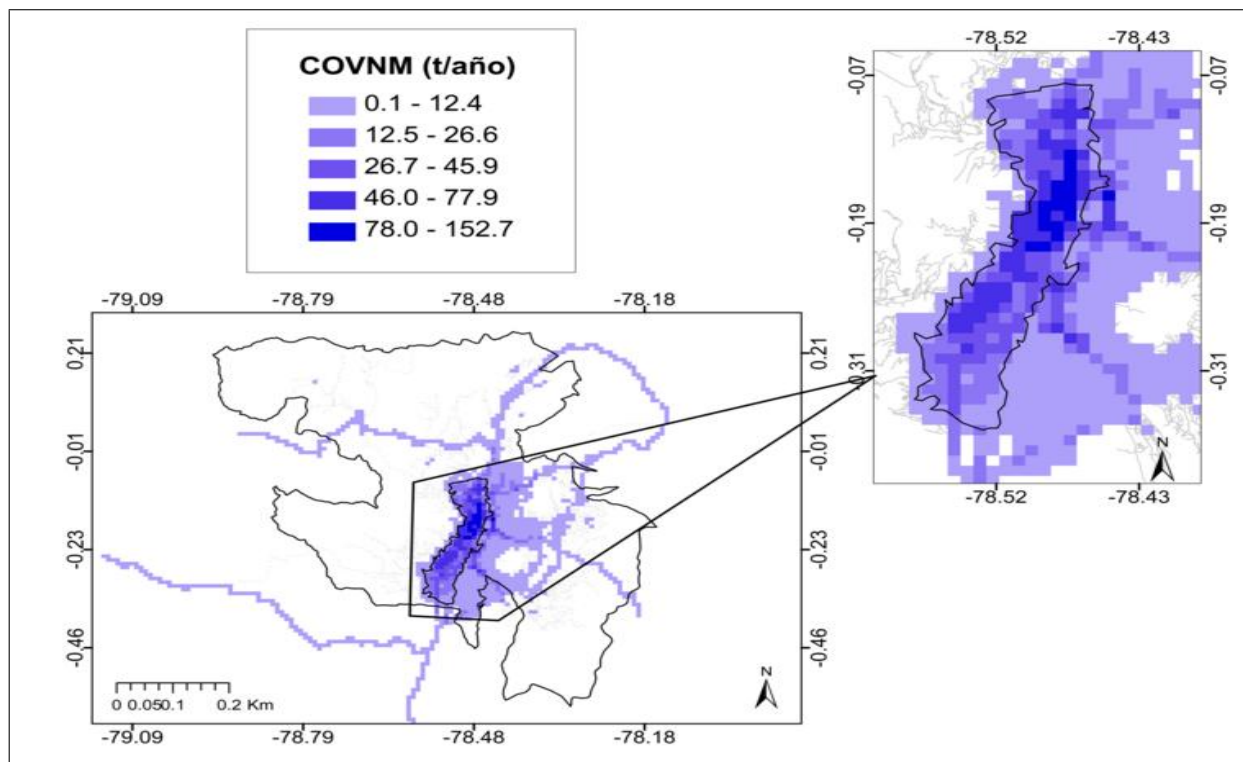 COVNM (t/año)
0.1 - 12.4
12.5 - 26.6
26.7 - 45.9
46.0 - 77.9
78.0 - 152.7
-79.09 -78.79 -78.48 -78.18
0.21 0.21
-0.01 -0.01
-0.23 -0.23
-0.46 -0.46
N
0 0.05 0.1 0.2 Km
-79.09 -78.79 -78.48 -78.18
-78.52 -78.43
-0.07 -0.07
-0.19 -0.19
-0.31 -0.31
N
-78.52 -78.43